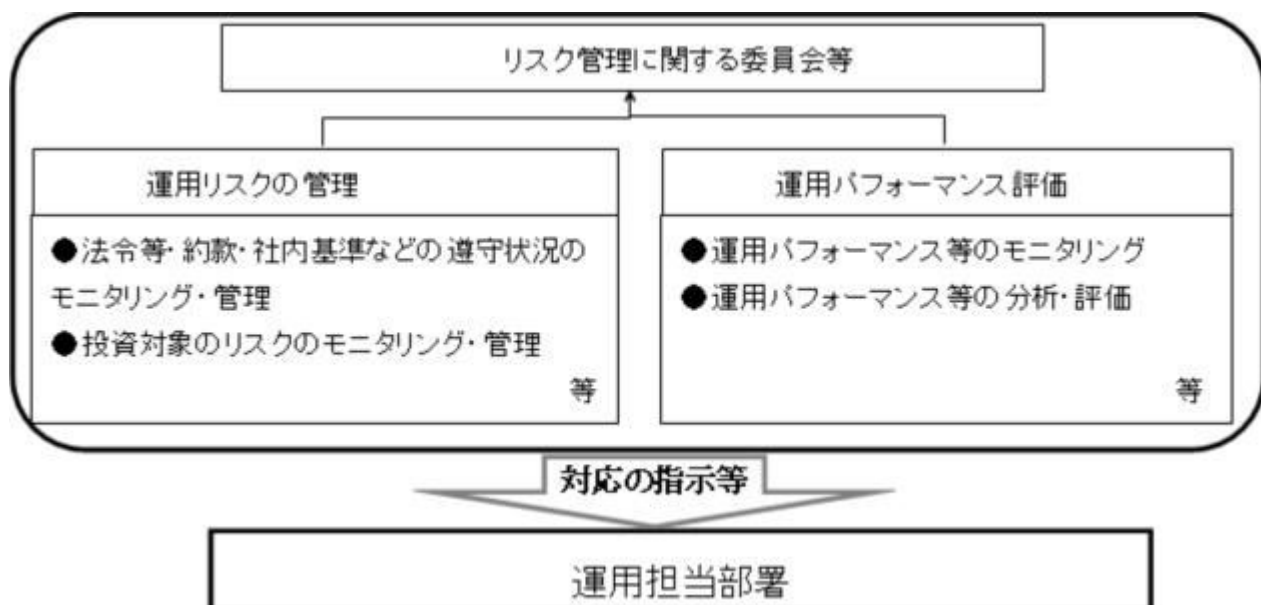 リスク管理に関する委員会等
運用リスクの管理
●法令等・約款・社内基準などの遵守状況の
モニタリング・管理
●投資対象のリスクのモニタリング・管理
等
運用パフォーマンス評価
●運用パフォーマンス等のモニタリング
●運用パフォーマンス等の分析・評価
等
対応の指示等
運用担当部署